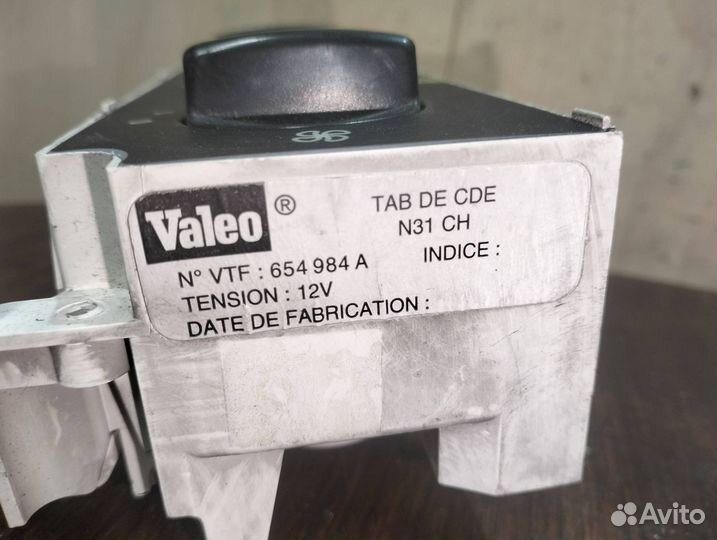 Valeo ®
TAB DE CDE
N31 CH
N° VTF : 654 984 A
INDICE :
TENSION : 12V
DATE DE FABRICATION :
Avito